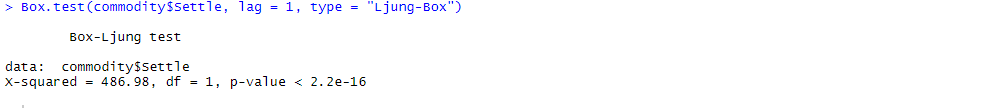 > Box.test(commodity$Settle, lag = 1, type = "Ljung-Box")
Box-Ljung test
data:  commodity$Settle
X-squared = 486.98, df = 1, p-value < 2.2e-16